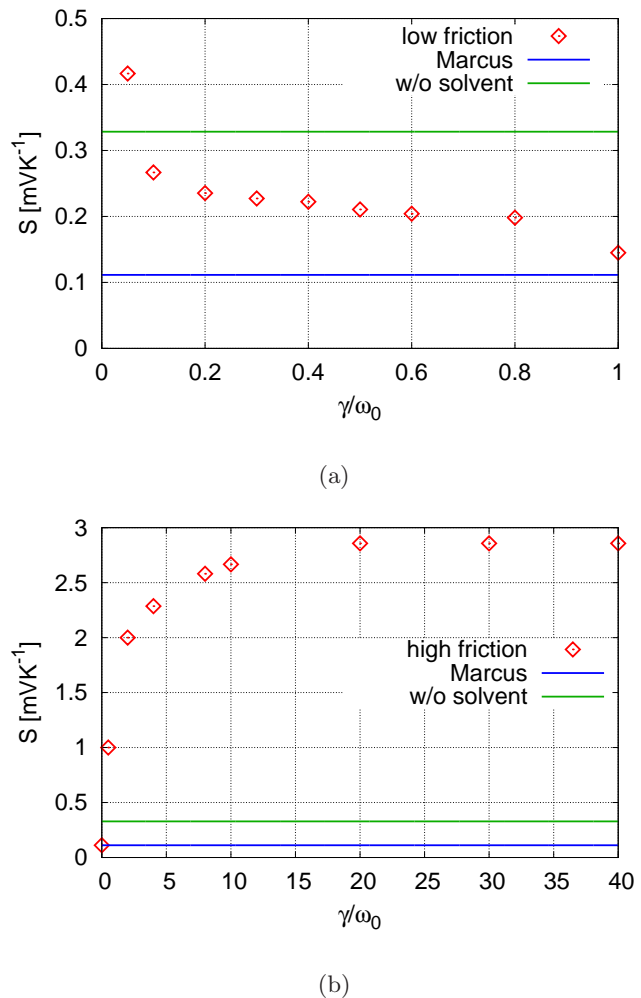 0.5
0.4
0.3
0.2
0.1
0
S [mVK⁻¹]
low friction
Marcus
w/o solvent
0 0.2 0.4 0.6 0.8 1
γ/ω₀
(a)
3
2.5
2
1.5
1
0.5
0
S [mVK⁻¹]
high friction
Marcus
w/o solvent
0 5 10 15 20 25 30 35 40
γ/ω₀
(b)